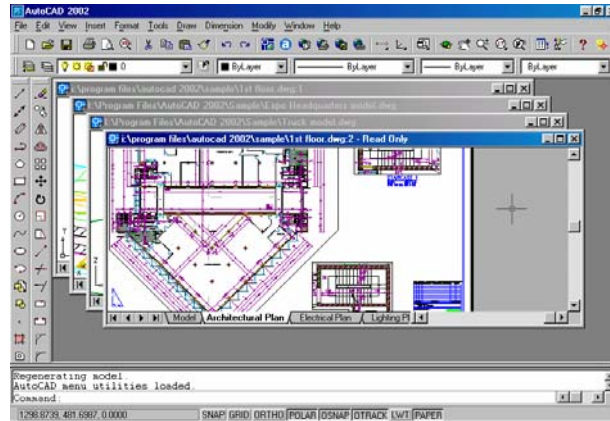 AutoCAD 2002
File Edit View Insert Format Tools Draw Dimension Modify Window Help
0 ByLayer ByLayer ByLayer
i:\program files\autocad 2002\sample\1st floor.dwg:1
I:\Program Files\AutoCAD 2002\Sample\Expo Headquarters model.dwg
I:\Program Files\AutoCAD 2002\Sample\Truck model.dwg
i:\program files\autocad 2002\sample\1st floor.dwg:2 - Read Only
Model Architectural Plan Electrical Plan Lighting Pl
Regenerating model.
AutoCAD menu utilities loaded.
Command:
1298.8739, 481.6987, 0.0000 SNAP GRID ORTHO POLAR OSNAP OTRACK LWT PAPER